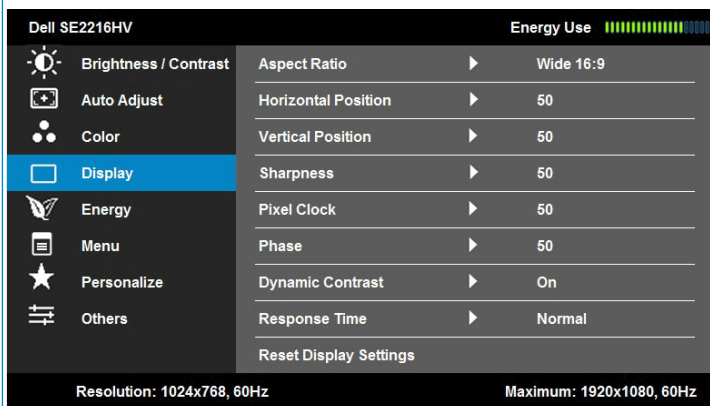 Dell SE2216HV Energy Use
Brightness / Contrast Aspect Ratio Wide 16:9
Auto Adjust Horizontal Position 50
Color Vertical Position 50
Display Sharpness 50
Energy Pixel Clock 50
Menu Phase 50
Personalize Dynamic Contrast On
Others Response Time Normal
Reset Display Settings
Resolution: 1024x768, 60Hz Maximum: 1920x1080, 60Hz